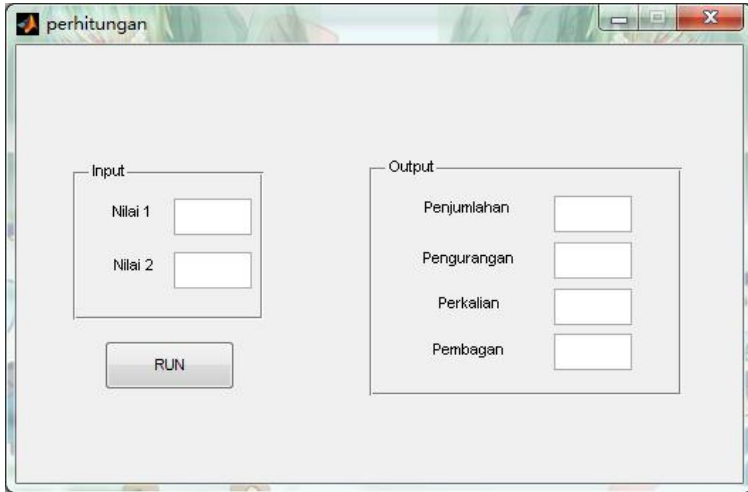 perhitungan
Input
Nilai 1
Nilai 2
RUN
Output
Penjumlahan
Pengurangan
Perkalian
Pembagan